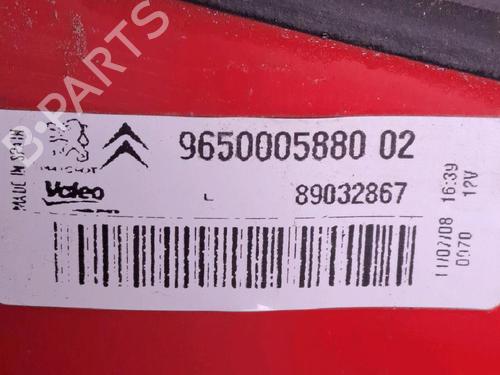 B-PARTS
MADE IN SPAIN
PEUGEOT
9650005880 02
Valeo
L
89032867
11/07/08 16:39
0070 12V